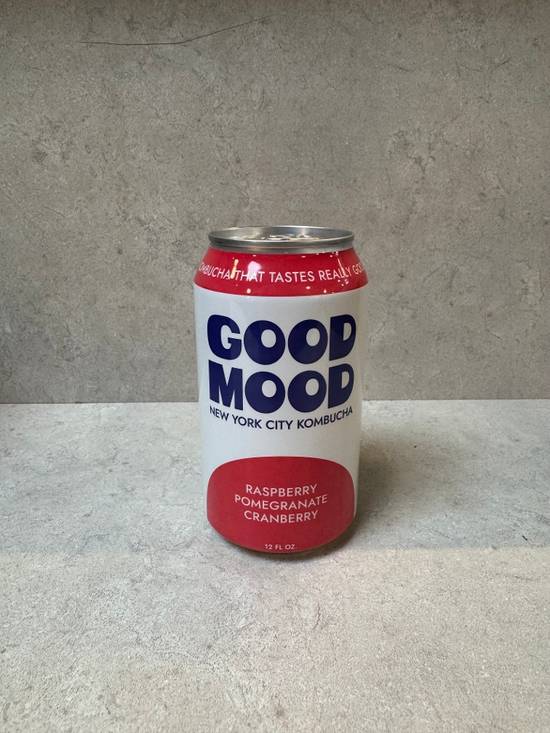 THAT TASTES REALLY
GOOD
MOOD
NEW YORK CITY KOMBUCHA
RASPBERRY
POMEGRANATE
CRANBERRY
12 FL OZ